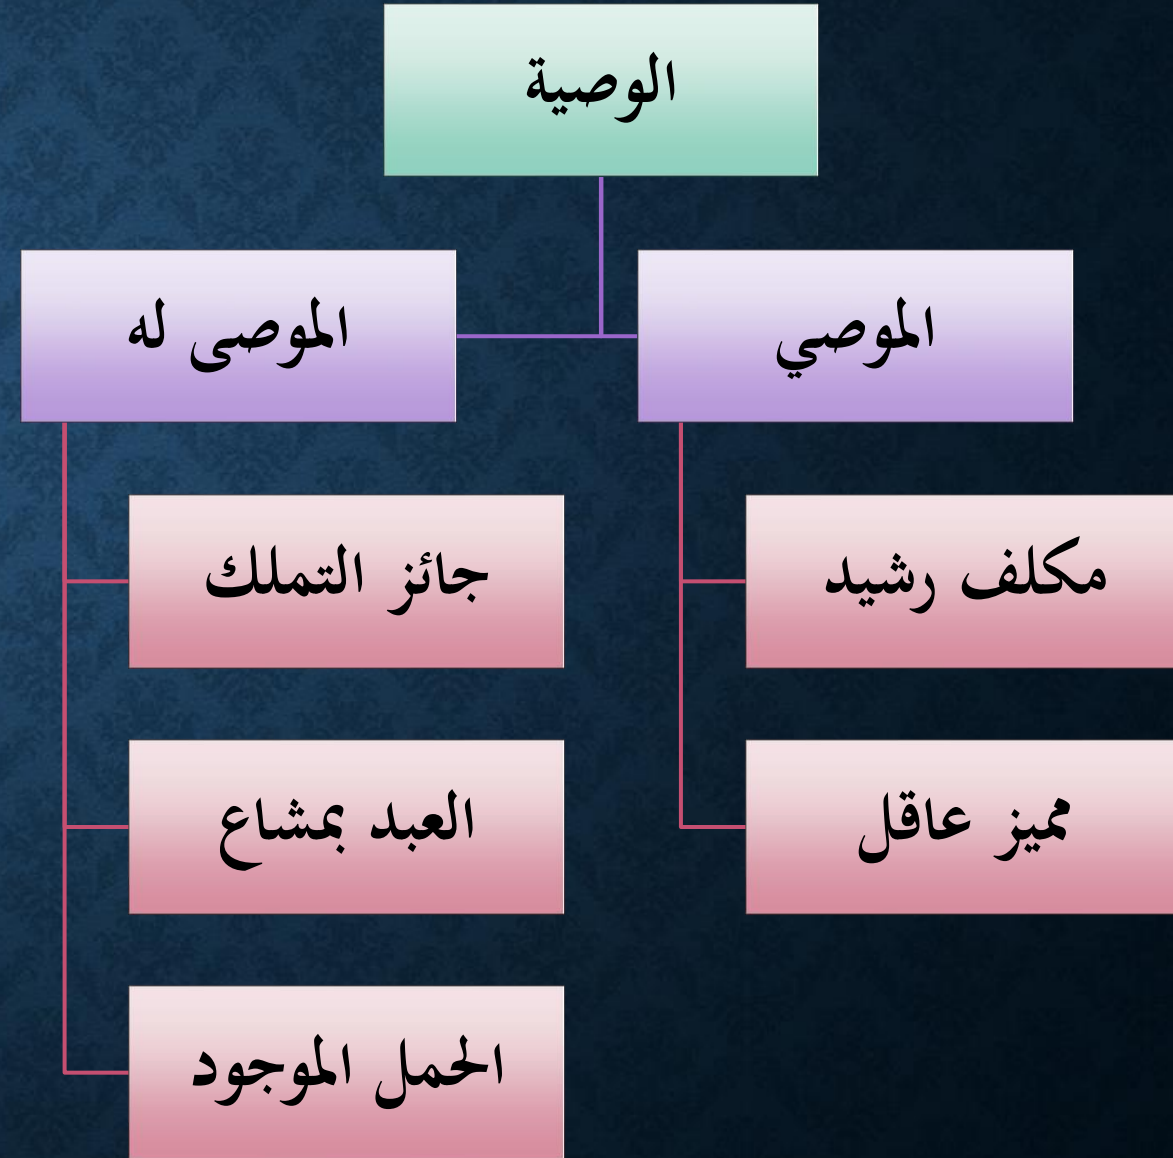 الوصية
الموصي
الموصى له
مكلف رشيد
مميز عاقل
جائز التملك
العبد بمشاع
الحمل الموجود